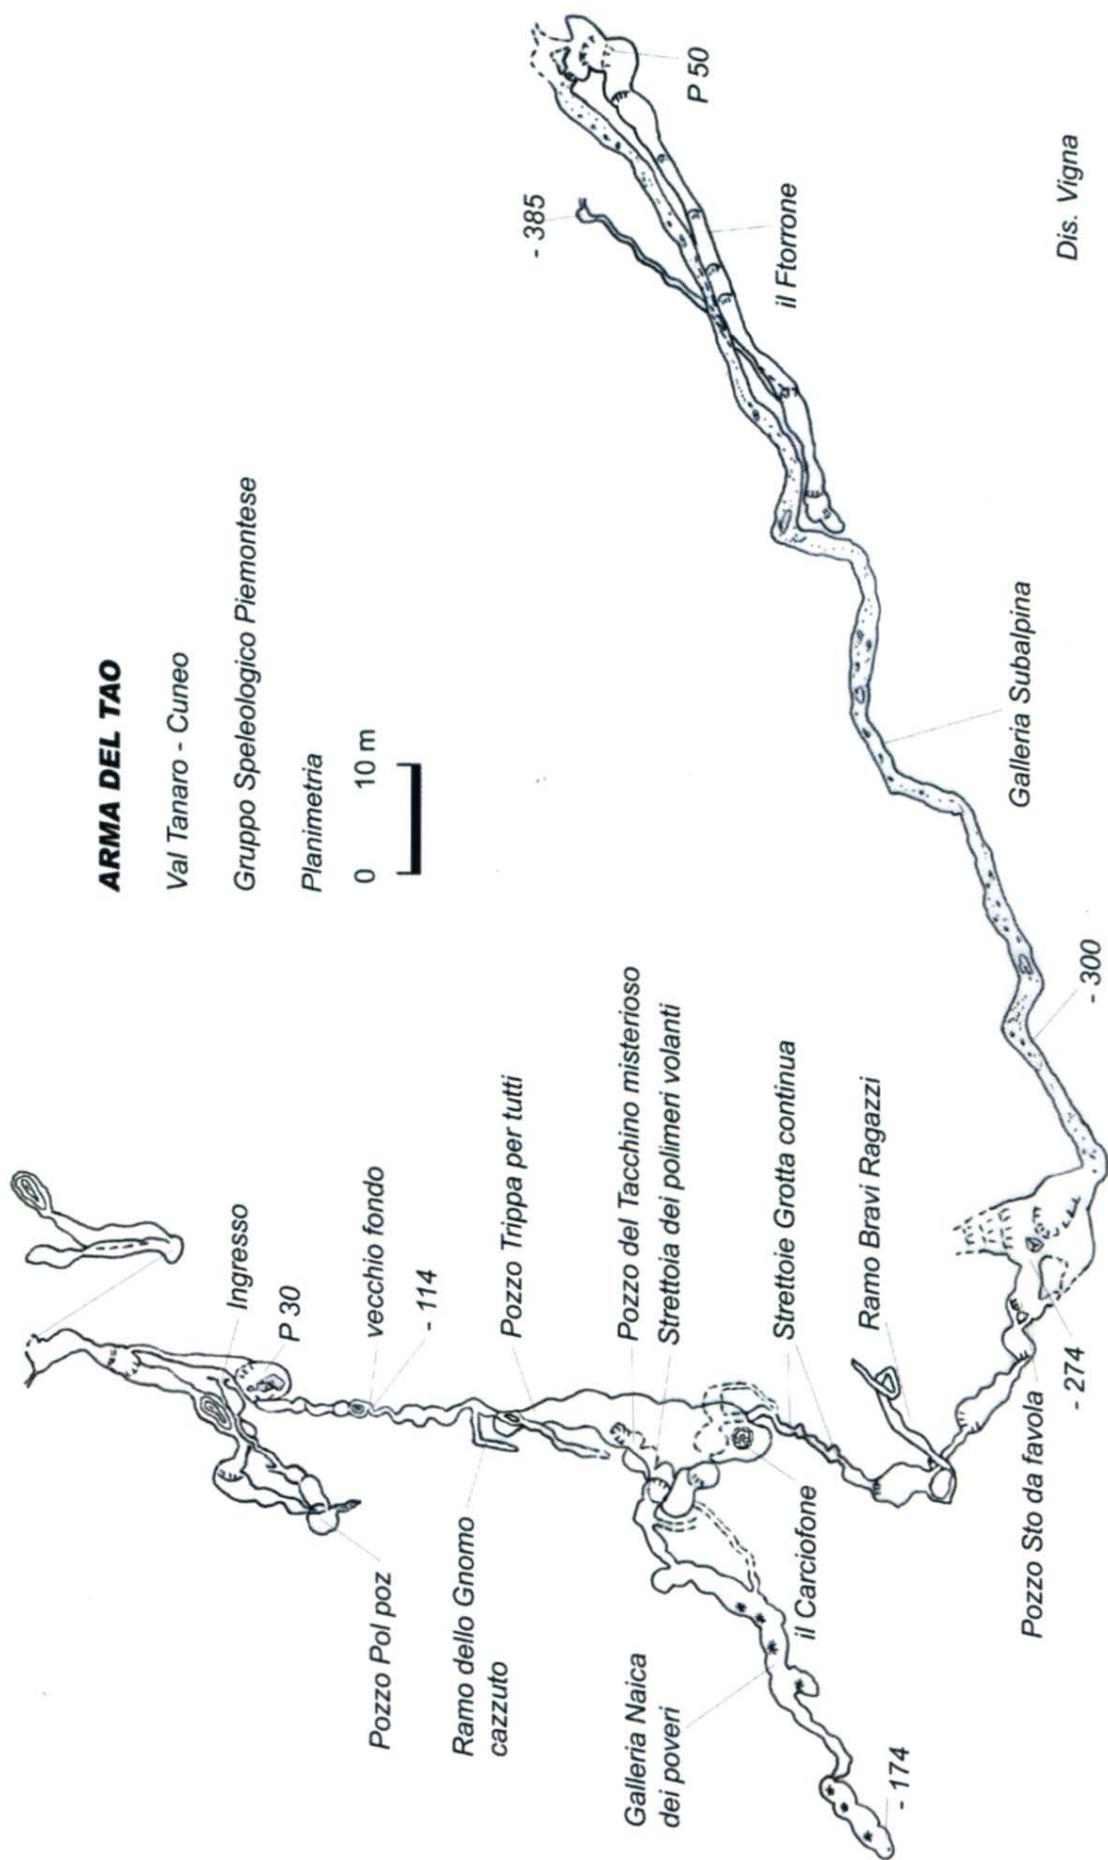 ARMA DEL TAO
Val Tanaro - Cuneo
Gruppo Speleologico Piemontese
Planimetria
0 10 m
Ingresso
P 30
vecchio fondo
- 114
Pozzo Pol poz
Ramo dello Gnomo
cazzuto
Pozzo Trippa per tutti
Pozzo del Tacchino misterioso
Strettoia dei polimeri volanti
Galleria Naica
dei poveri
- 174
il Carciofone
Strettoie Grotta continua
Ramo Bravi Ragazzi
Pozzo Sto da favola
- 274
- 300
Galleria Subalpina
il Ftorrone
- 385
P 50
Dis. Vigna